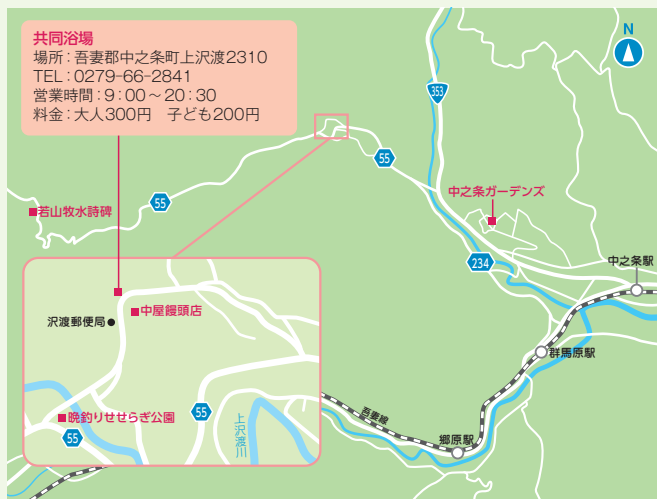 共同浴場
場所：吾妻郡中之条町上沢渡2310
TEL：0279-66-2841
営業時間：9：00～20：30
料金：大人300円　子ども200円
N
353
55
中之条ガーデンズ
55
若山牧水詩碑
234
中之条駅
中屋饅頭店
沢渡郵便局
群馬原駅
晩釣りせせらぎ公園
55
55
上沢渡川
吾妻線
郷原駅